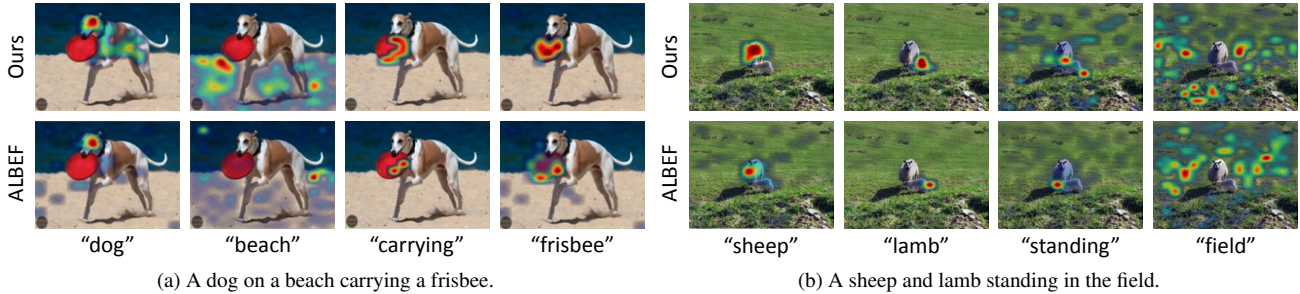 Ours
ALBEF
"dog" "beach" "carrying" "frisbee"
(a) A dog on a beach carrying a frisbee.
Ours
ALBEF
"sheep" "lamb" "standing" "field"
(b) A sheep and lamb standing in the field.